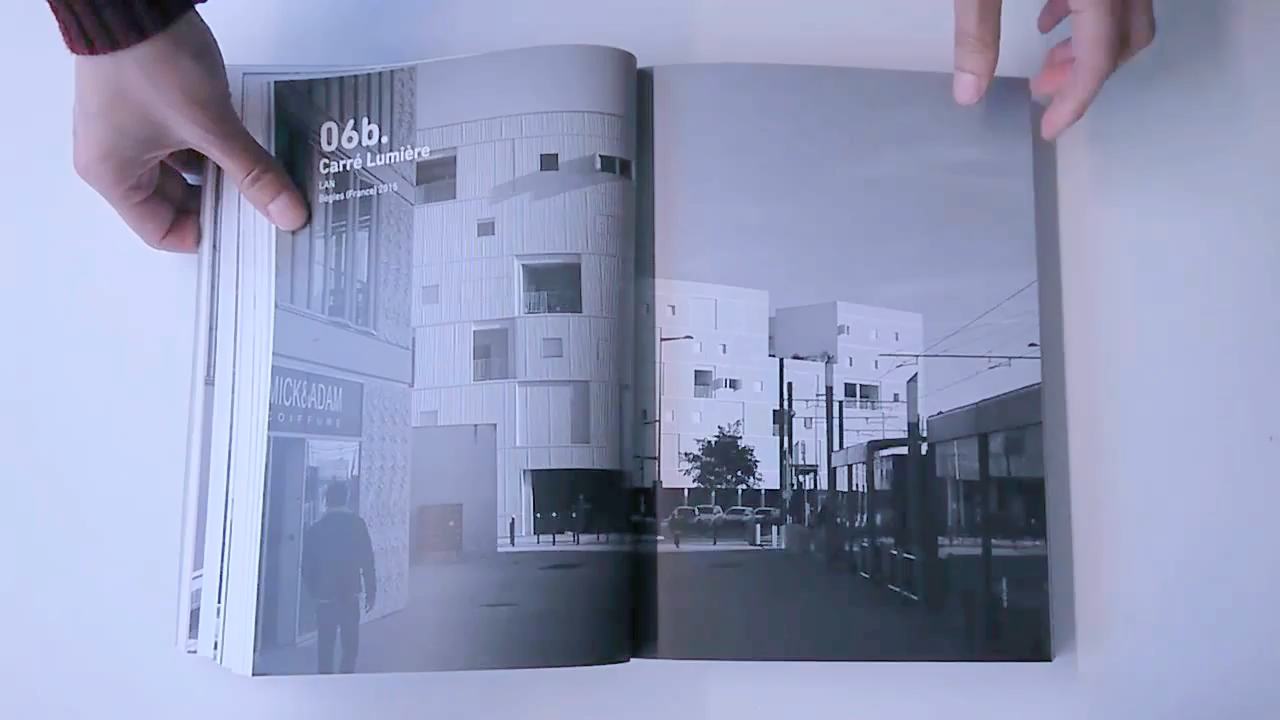 06b.
Carré Lumière
LAN
Bègles (France) 2015
MICK&ADAM
COIFFURE